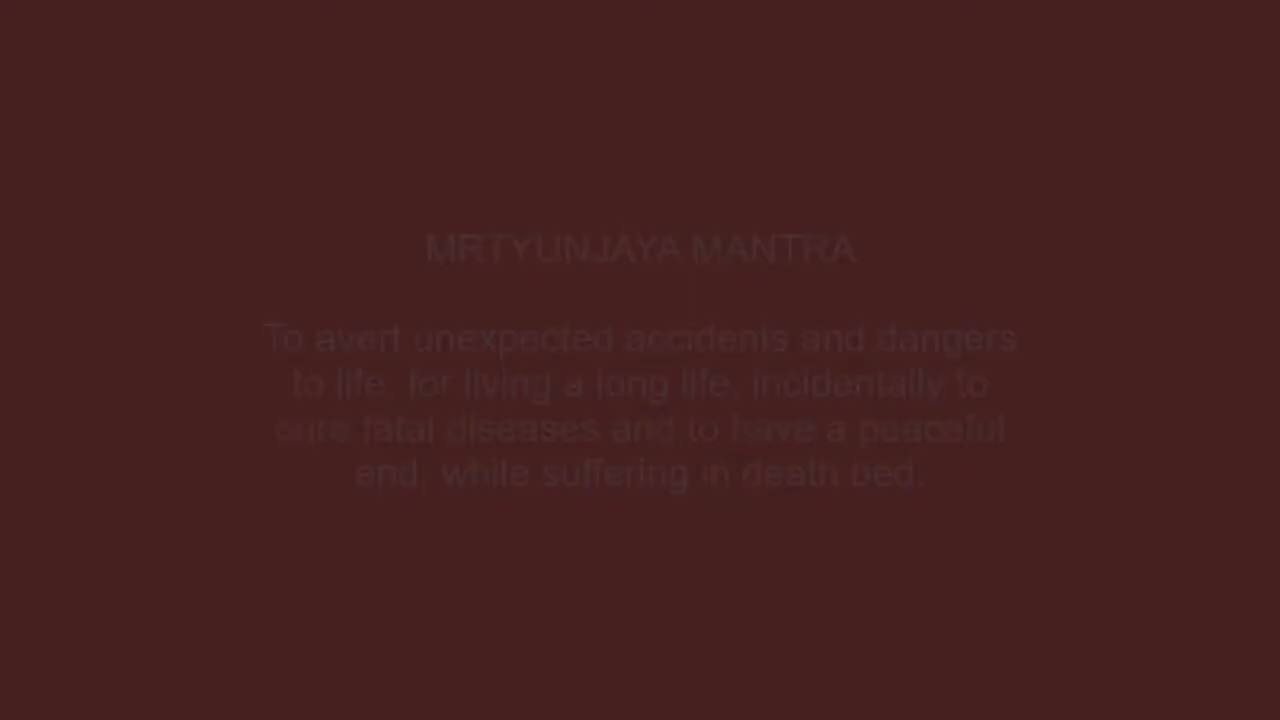 MRTYUNJAYA MANTRA
To avert unexpected accidents and dangers
to life, for living a long life, incidentally to
cure fatal diseases and to have a peaceful
end, while suffering in death bed.